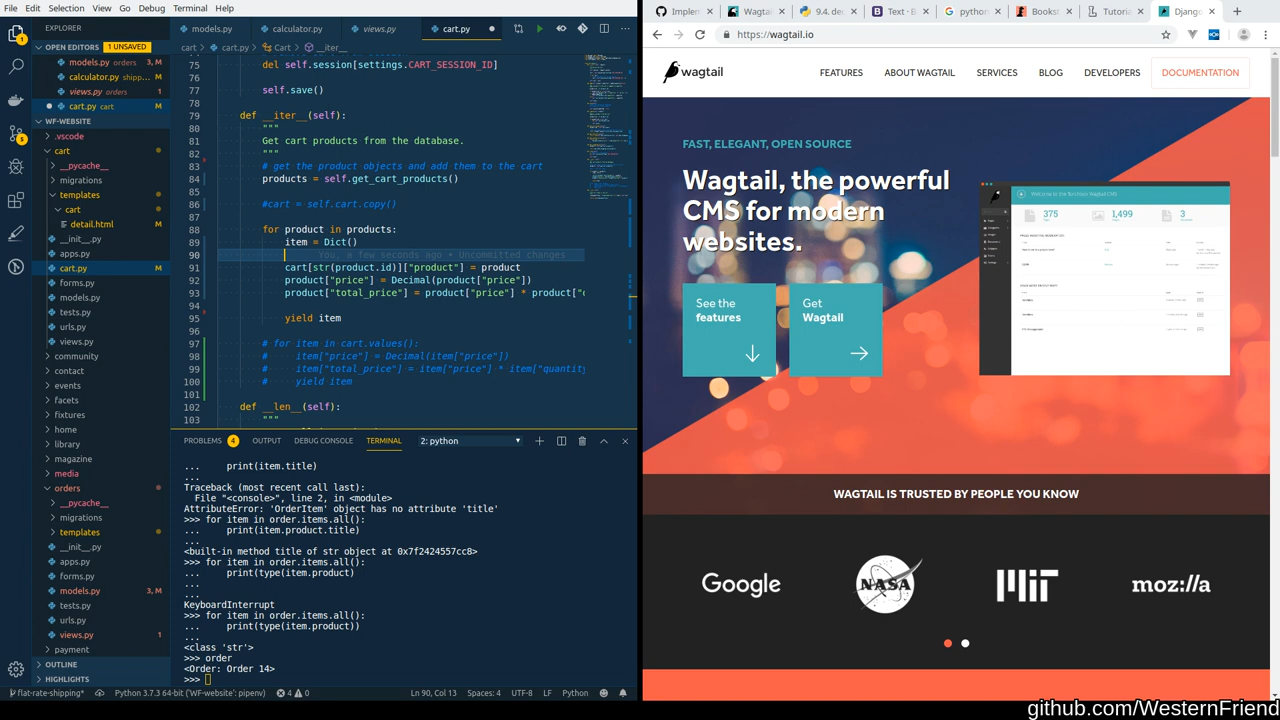 File Edit Selection View Go Debug Terminal Help
EXPLORER
OPEN EDITORS 1 UNSAVED
models.py orders 3, M
calculator.py shipp... M
views.py orders 1
cart.py cart M
WF-WEBSITE
.vscode
cart
__pycache__
migrations
templates
cart
detail.html
__init__.py
apps.py
cart.py M
forms.py
models.py
tests.py
urls.py
views.py
community
contact
events
facets
fixtures
home
library
magazine
media
orders
__pycache__
migrations
templates
__init__.py
apps.py
forms.py
models.py 3, M
tests.py
urls.py
views.py 1
payment
OUTLINE
HIGHLIGHTS
models.py calculator.py views.py cart.py
cart cart.py Cart __iter__
75 del self.session[settings.CART_SESSION_ID]
76
77 self.save()
78
79 def __iter__(self):
80 """
81 Get cart products from the database.
82 """
83 # get the product objects and add them to the cart
84 products = self.get_cart_products()
85
86 #cart = self.cart.copy()
87
88 for product in products:
89 item = Dict()
90 few seconds ago • Uncommitted changes
91 cart[str(product.id)]["product"] = product
92 product["price"] = Decimal(product["price"])
93 product["total_price"] = product["price"] * product["
94
95 yield item
96
97 # for item in cart.values():
98 # item["price"] = Decimal(item["price"])
99 # item["total_price"] = item["price"] * item["quantity
100 # yield item
101
102 def __len__(self):
103 """
PROBLEMS 4 OUTPUT DEBUG CONSOLE TERMINAL 2: python
... print(item.title)
...
Traceback (most recent call last):
File "<console>", line 2, in <module>
AttributeError: 'OrderItem' object has no attribute 'title'
>>> for item in order.items.all():
... print(item.product.title)
...
<built-in method title of str object at 0x7f2424557cc8>
>>> for item in order.items.all():
... print(type(item.product)
...
...
KeyboardInterrupt
>>> for item in order.items.all():
... print(type(item.product))
...
<class 'str'>
>>> order
<Order: Order 14>
>>>
flat-rate-shipping* Python 3.7.3 64-bit ('WF-website': pipenv) 4 0 Ln 90, Col 13 Spaces: 4 UTF-8 LF Python
Implem Wagtai 9.4. dec Text - B python Bookst Tutoria Django
https://wagtail.io
wagtail
FEATURES ABOUT WAGTAIL SERVICES BLOG DEVELOPERS DOCUMENTATION
FAST, ELEGANT, OPEN SOURCE
Wagtail, the powerful
CMS for modern
websites.
See the
features
Get
Wagtail
Welcome to the Torchbox Wagtail CMS
375 1,499 3
WAGTAIL IS TRUSTED BY PEOPLE YOU KNOW
Google
NASA
MIT
moz://a
github.com/WesternFriend